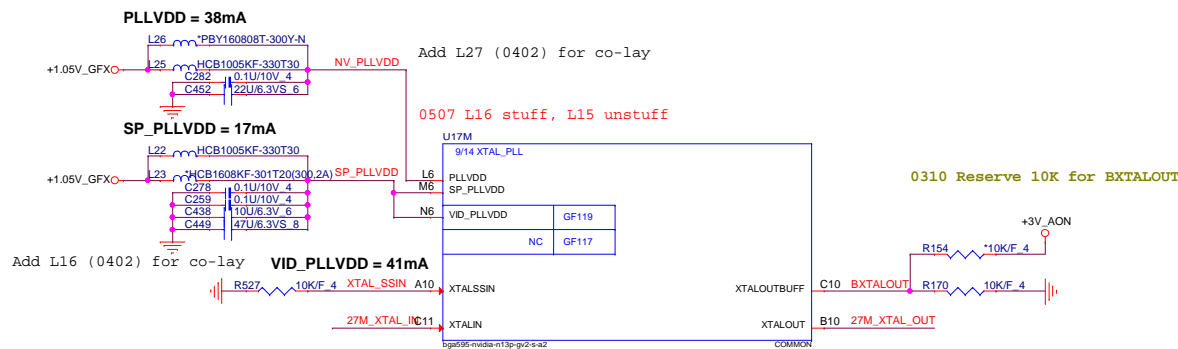 PLLVDD = 38mA
L26 *PBY160808T-300Y-N
Add L27 (0402) for co-lay
+1.05V_GFX L25 HCB1005KF-330T30 NV_PLLVDD
C282 0.1U/10V_4
C452 22U/6.3VS_6
0507 L16 stuff, L15 unstuff
SP_PLLVDD = 17mA
U17M
L22 HCB1005KF-330T30
9/14 XTAL_PLL
+1.05V_GFX L23 *HCB1608KF-301T20(300,2A) SP_PLLVDD
L6 PLLVDD
M6 SP_PLLVDD
0310 Reserve 10K for BXTALOUT
C278 0.1U/10V_4
C259 0.1U/10V_4
C438 10U/6.3V_6
C449 47U/6.3VS_8
N6 VID_PLLVDD GF119
NC GF117
+3V_AON
Add L16 (0402) for co-lay
VID_PLLVDD = 41mA
R154 *10K/F_4
R527 10K/F_4 XTAL_SSIN A10 XTALSSIN
XTALOUTBUFF C10 BXTALOUT R170 10K/F_4
27M_XTAL_IN C11 XTALIN
XTALOUT B10 27M_XTAL_OUT
bga595-nvidia-n13p-gv2-s-a2 COMMON